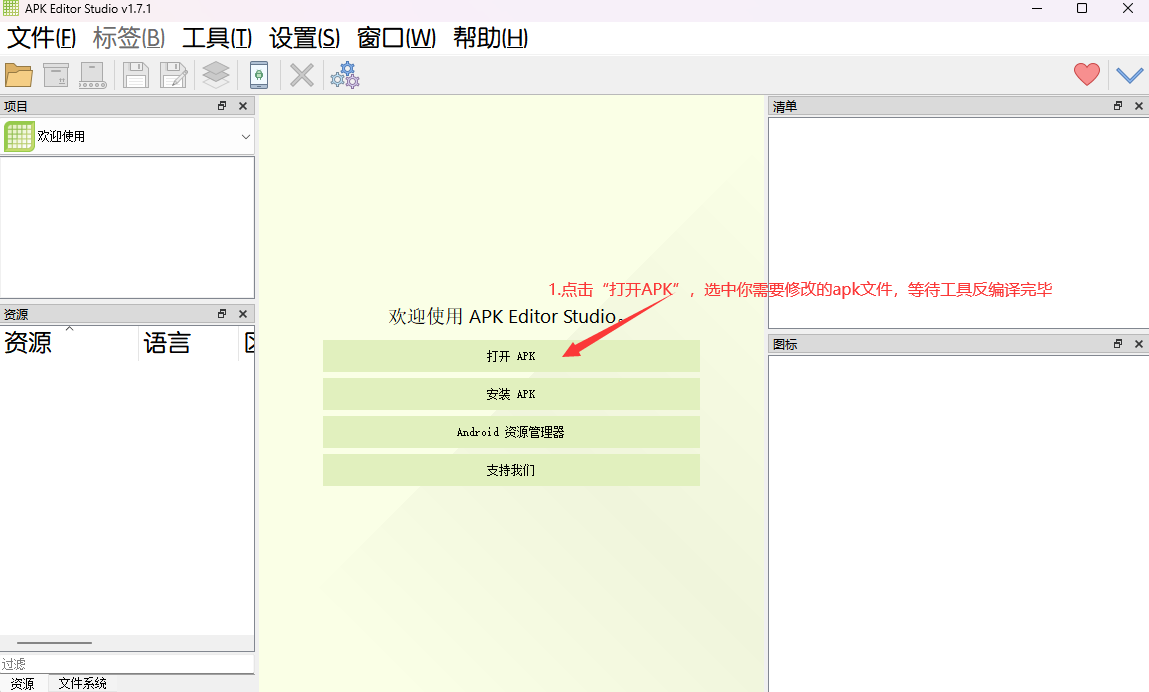 APK Editor Studio v1.7.1
文件(F) 标签(B) 工具(T) 设置(S) 窗口(W) 帮助(H)
项目
欢迎使用
资源
资源 语言
过滤
资源 文件系统
1.点击“打开APK”，选中你需要修改的apk文件，等待工具反编译完毕
欢迎使用 APK Editor Studio。
打开 APK
安装 APK
Android 资源管理器
支持我们
清单
图标